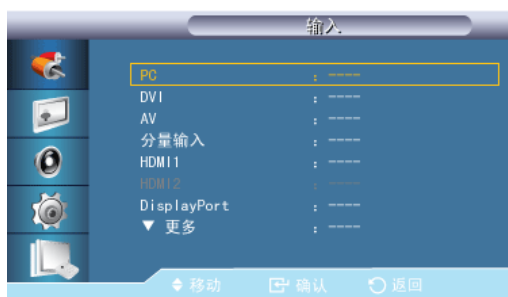 输入
PC : ----
DVI : ----
AV : ----
分量输入 : ----
HDMI1 : ----
HDMI2 : ----
DisplayPort : ----
▼ 更多 : ----
移动 确认 返回